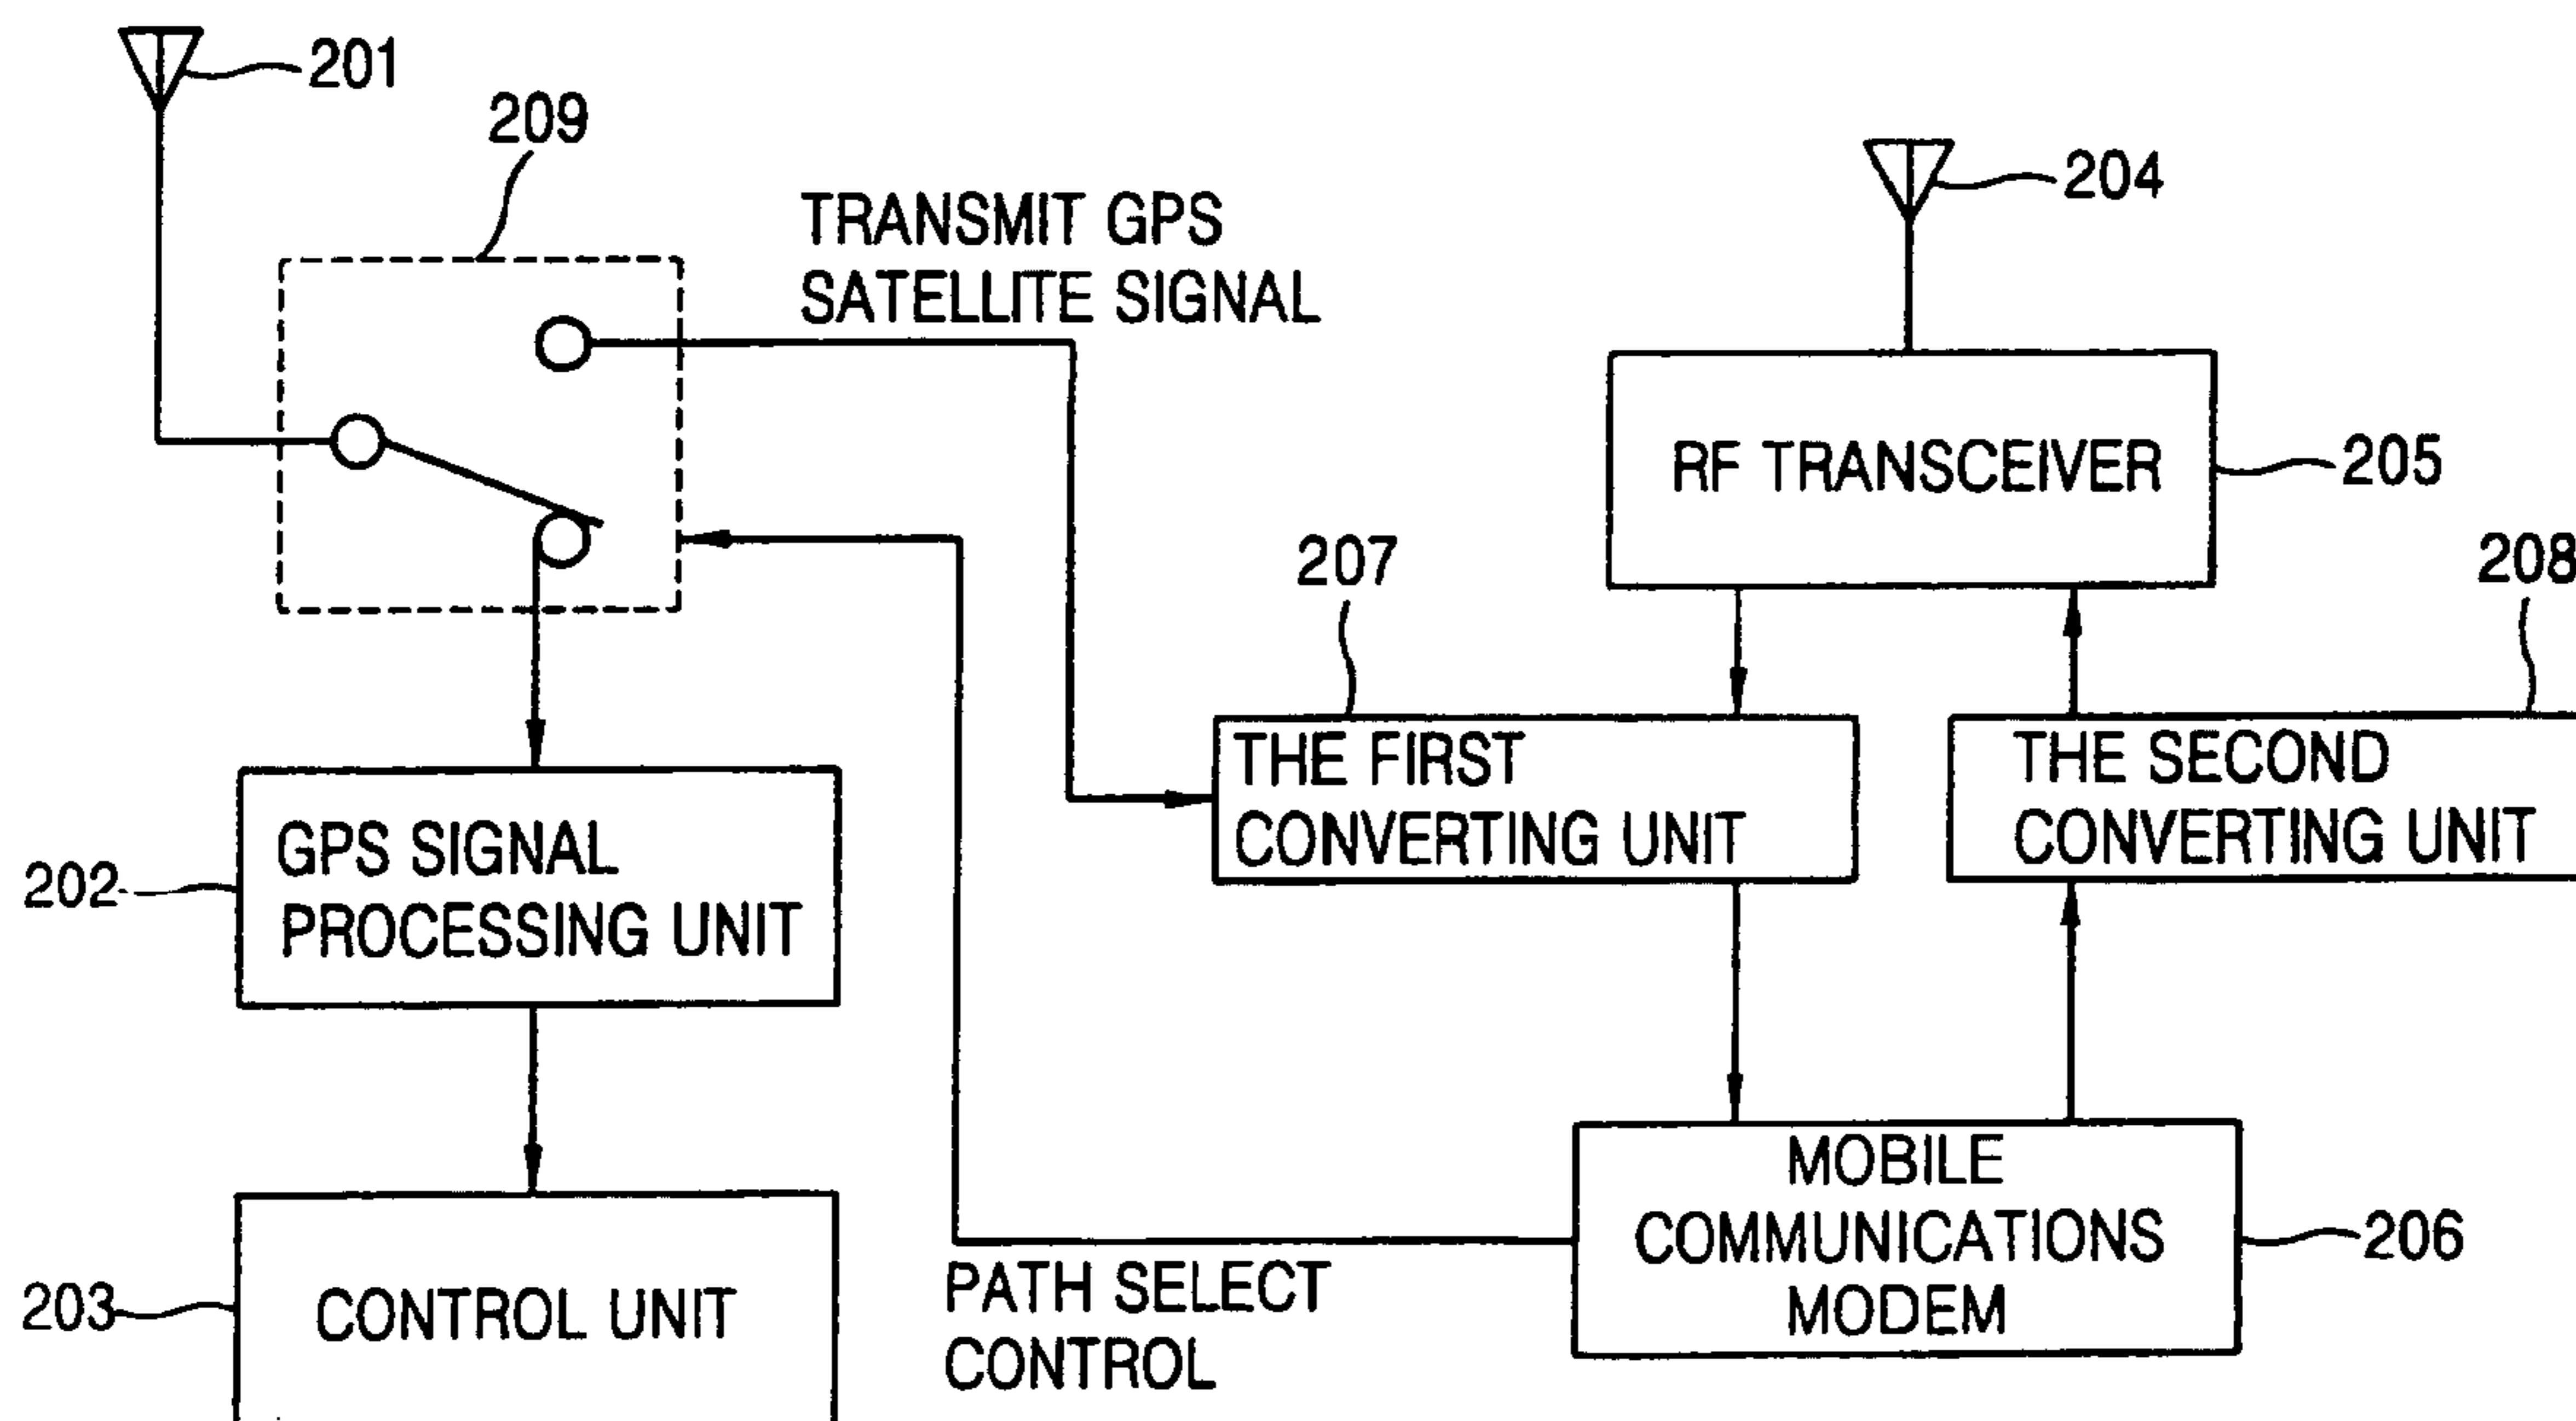 201
209
204
TRANSMIT GPS
SATELLITE SIGNAL
RF TRANSCEIVER
205
207
208
THE FIRST
CONVERTING UNIT
THE SECOND
CONVERTING UNIT
GPS SIGNAL
PROCESSING UNIT
202
MOBILE
COMMUNICATIONS
MODEM
206
PATH SELECT
CONTROL
CONTROL UNIT
203